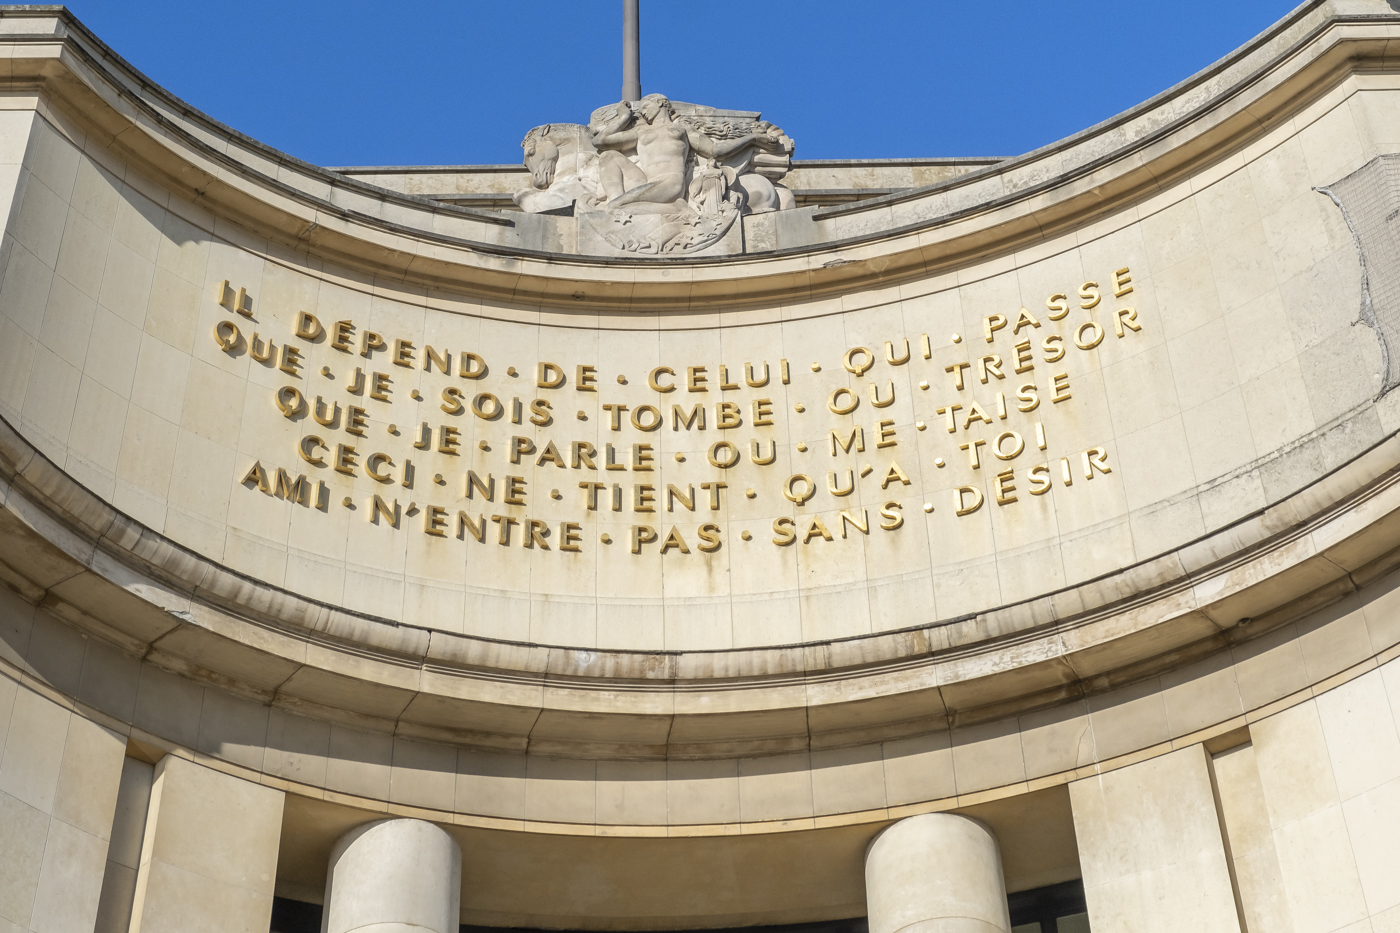 IL DÉPEND · DE · CELUI · QUI · PASSE
QUE · JE · SOIS · TOMBE · OU · TRÉSOR
QUE · JE · PARLE · OU · ME · TAISE
CECI · NE · TIENT · QU'A · TOI
AMI · N'ENTRE · PAS · SANS · DÉSIR